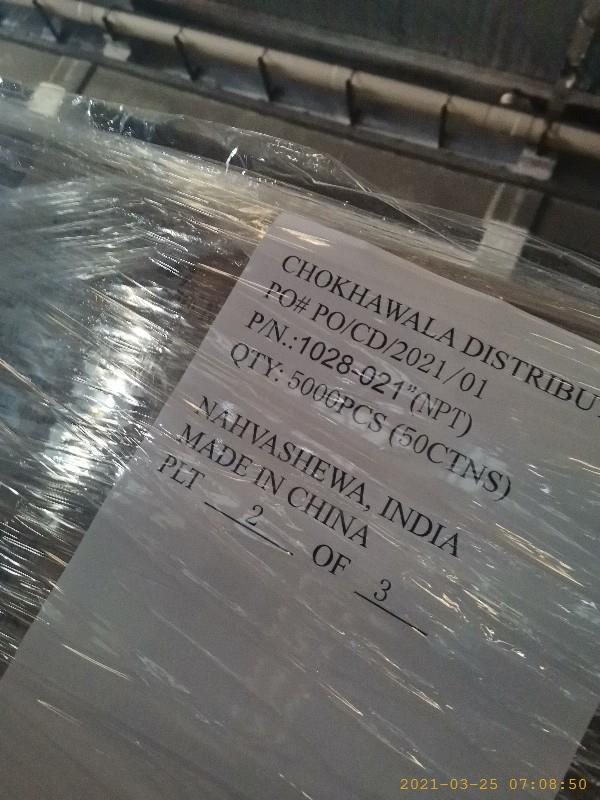 CHOKHAWALA
PO# PO/CD/2021/01
P/N.:1028-021"(NPT)
QTY: 5000PCS (50CTNS)
NAHVASHEWA, INDIA
MADE IN CHINA
PLT 2 OF 3
2021-03-25 07:08:50